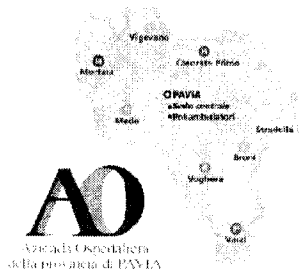 Vigevano
Mortara
Casorate Primo
PAVIA
•Sede centrale
•Poliambulatori
Mede
Stradella
Broni
Voghera
Varzi
AO
Azienda Ospedaliera
della provincia di PAVIA